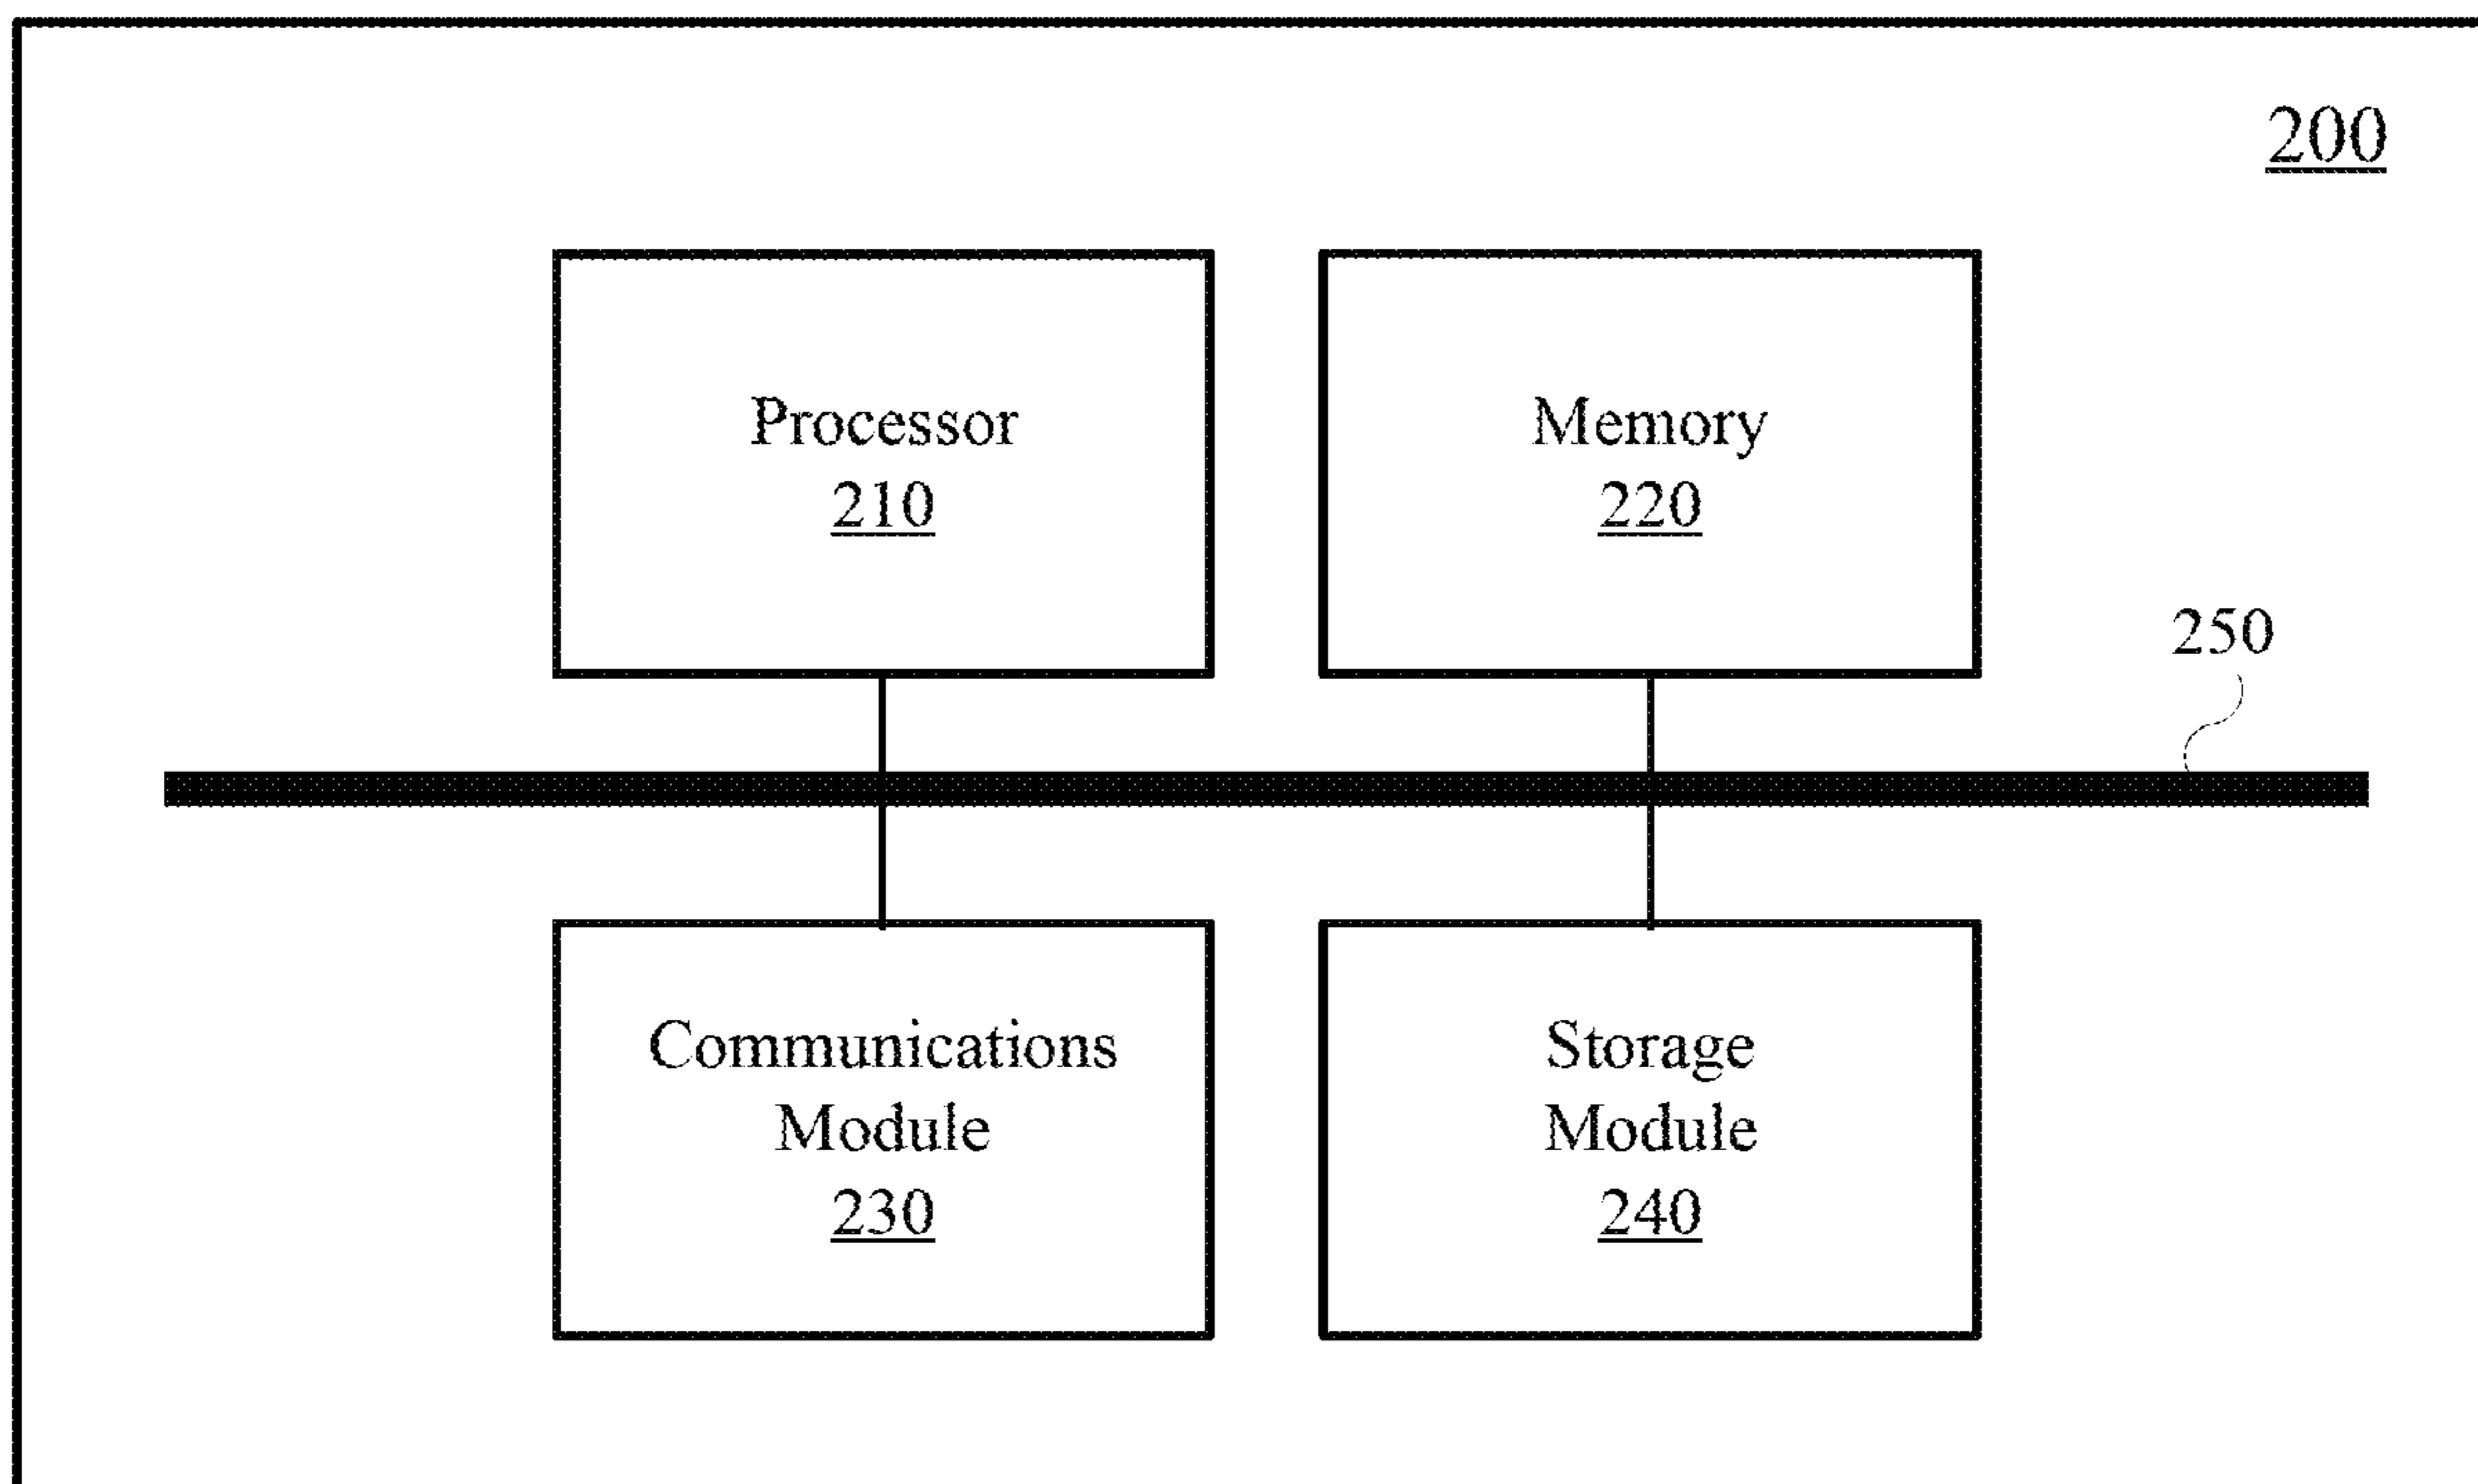 200
Processor
210
Memory
220
250
Communications
Module
230
Storage
Module
240